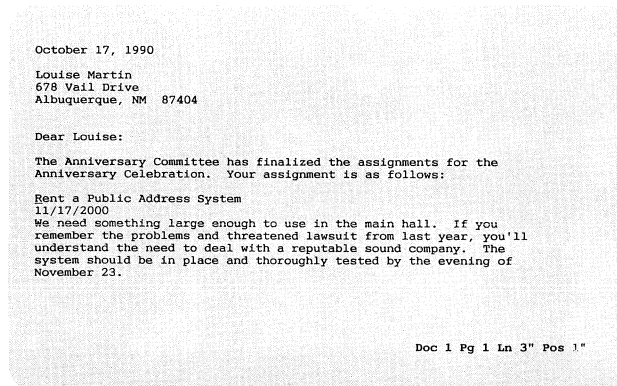 October 17, 1990
Louise Martin
678 Vail Drive
Albuquerque, NM  87404
Dear Louise:
The Anniversary Committee has finalized the assignments for the
Anniversary Celebration.  Your assignment is as follows:
Rent a Public Address System
11/17/2000
We need something large enough to use in the main hall.  If you
remember the problems and threatened lawsuit from last year, you'll
understand the need to deal with a reputable sound company.  The
system should be in place and thoroughly tested by the evening of
November 23.
Doc 1 Pg 1 Ln 3" Pos 1"